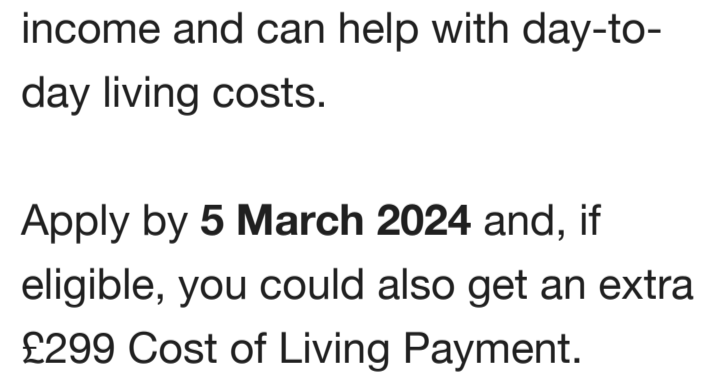 income and can help with day-to-
day living costs.
Apply by 5 March 2024 and, if
eligible, you could also get an extra
£299 Cost of Living Payment.